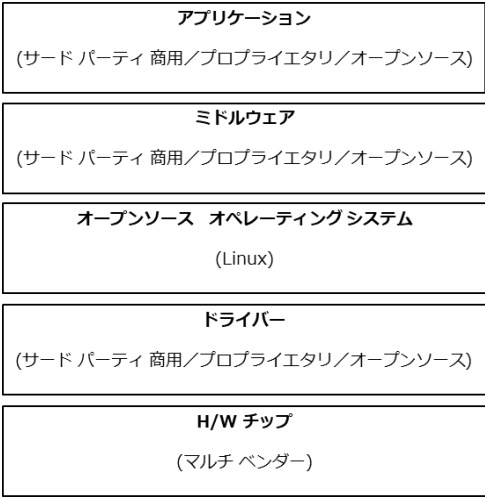 アプリケーション
(サード パーティ 商用／プロプライエタリ／オープンソース)
ミドルウェア
(サード パーティ 商用／プロプライエタリ／オープンソース)
オープンソース　オペレーティング システム
(Linux)
ドライバー
(サード パーティ 商用／プロプライエタリ／オープンソース)
H/W チップ
(マルチ ベンダー)